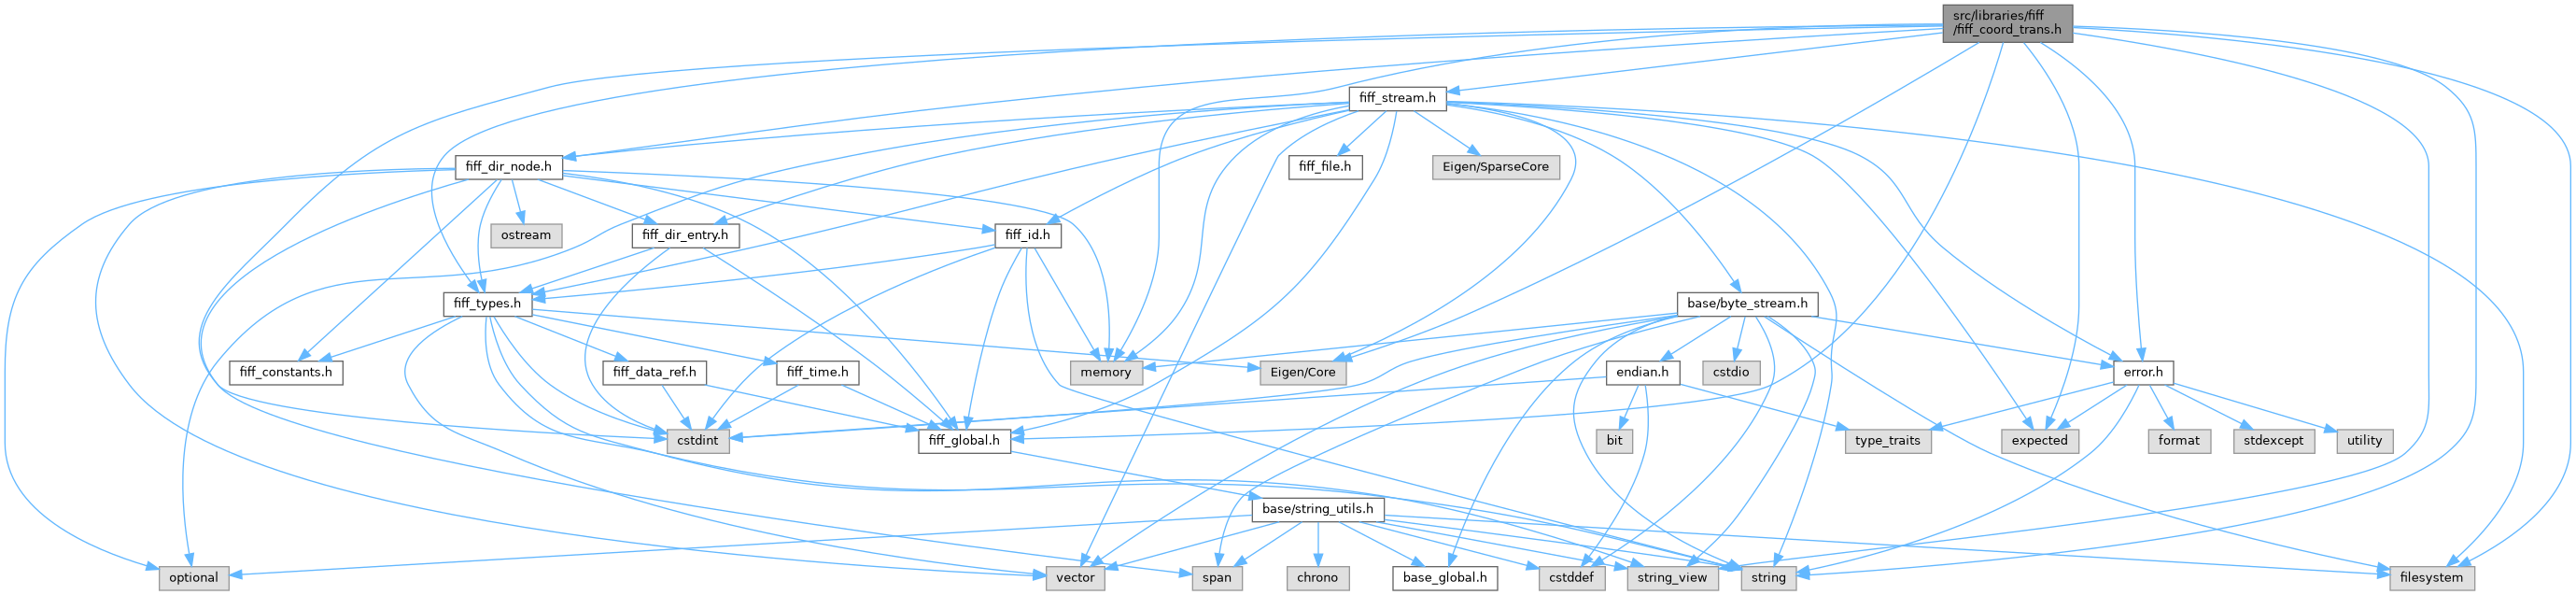 src/libraries/fiff
/fiff_coord_trans.h
fiff_stream.h
fiff_dir_node.h
fiff_file.h
Eigen/SparseCore
ostream
fiff_dir_entry.h
fiff_id.h
fiff_types.h
base/byte_stream.h
fiff_constants.h
fiff_data_ref.h
fiff_time.h
memory
Eigen/Core
endian.h
cstdio
error.h
cstdint
fiff_global.h
bit
type_traits
expected
format
stdexcept
utility
base/string_utils.h
optional
vector
span
chrono
base_global.h
cstddef
string_view
string
filesystem